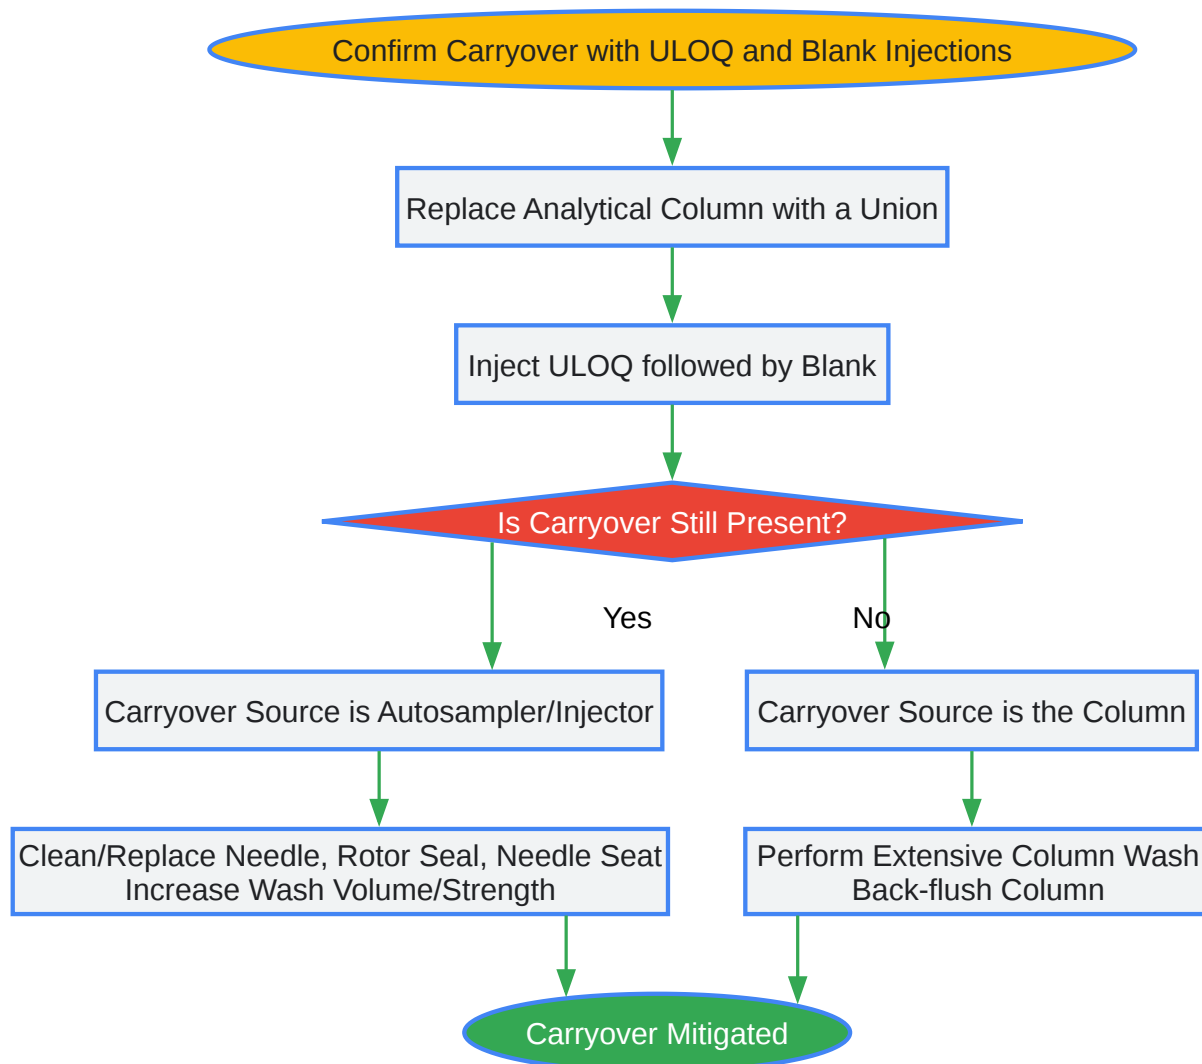 Confirm Carryover with ULOQ and Blank Injections
Replace Analytical Column with a Union
Inject ULOQ followed by Blank
Is Carryover Still Present?
Yes
No
Carryover Source is Autosampler/Injector
Carryover Source is the Column
Clean/Replace Needle, Rotor Seal, Needle Seat
Increase Wash Volume/Strength
Perform Extensive Column Wash
Back-flush Column
Carryover Mitigated